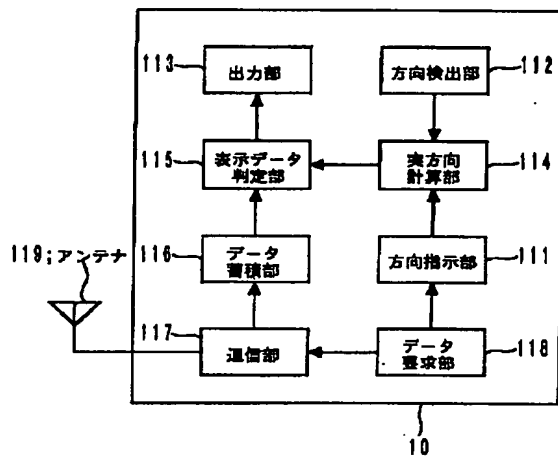 113
出力部
方向検出部
112
115
表示データ
判定部
実方向
計算部
114
119;アンテナ
116
データ
蓄積部
方向指示部
111
117
通信部
データ
要求部
118
10